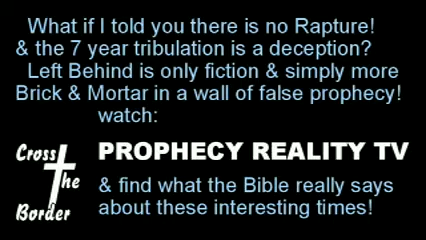 What if I told you there is no Rapture!
& the 7 year tribulation is a deception?
Left Behind is only fiction & simply more
Brick & Mortar in a wall of false prophecy!
watch:
PROPHECY REALITY TV
Cross
The
Border
& find what the Bible really says
about these interesting times!